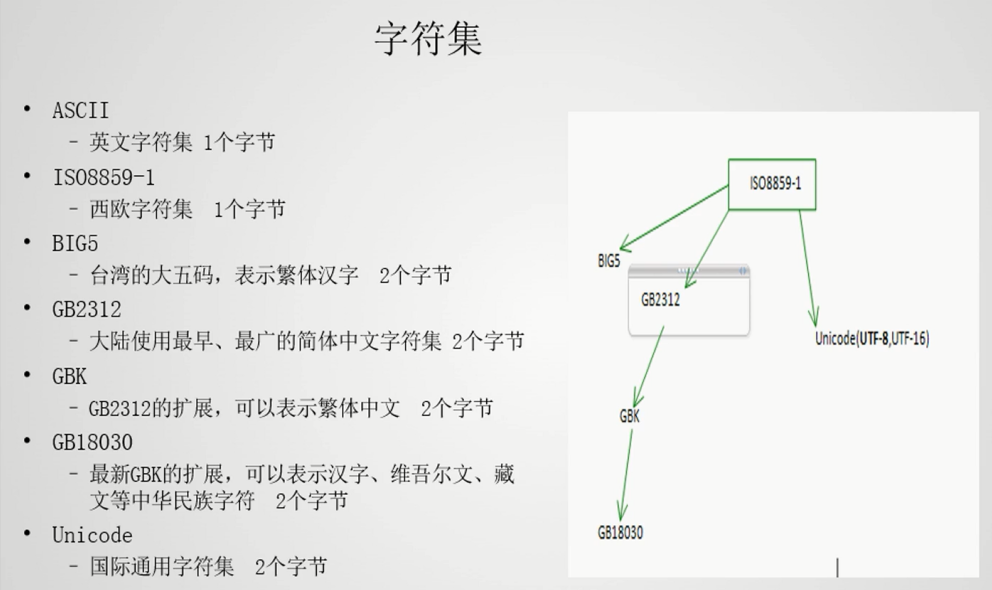 字符集
• ASCII
– 英文字符集 1个字节
• ISO8859-1
– 西欧字符集 1个字节
• BIG5
– 台湾的大五码，表示繁体汉字 2个字节
• GB2312
– 大陆使用最早、最广的简体中文字符集 2个字节
• GBK
– GB2312的扩展，可以表示繁体中文 2个字节
• GB18030
– 最新GBK的扩展，可以表示汉字、维吾尔文、藏
文等中华民族字符 2个字节
• Unicode
– 国际通用字符集 2个字节
ISO8859-1
BIG5
GB2312
Unicode(UTF-8,UTF-16)
GBK
GB18030